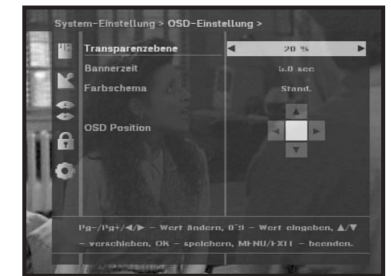 System-Einstellung > OSD-Einstellung >
Transparenzebene ◀ 20 % ▶
Bannerzeit 5.0 sec
Farbschema Stand.
OSD Position
Pg-/Pg+/◀/▶ - Wert ändern, 0~9 - Wert eingeben, ▲/▼
- verschieben, OK - speichern, MENU/EXIT - beenden.